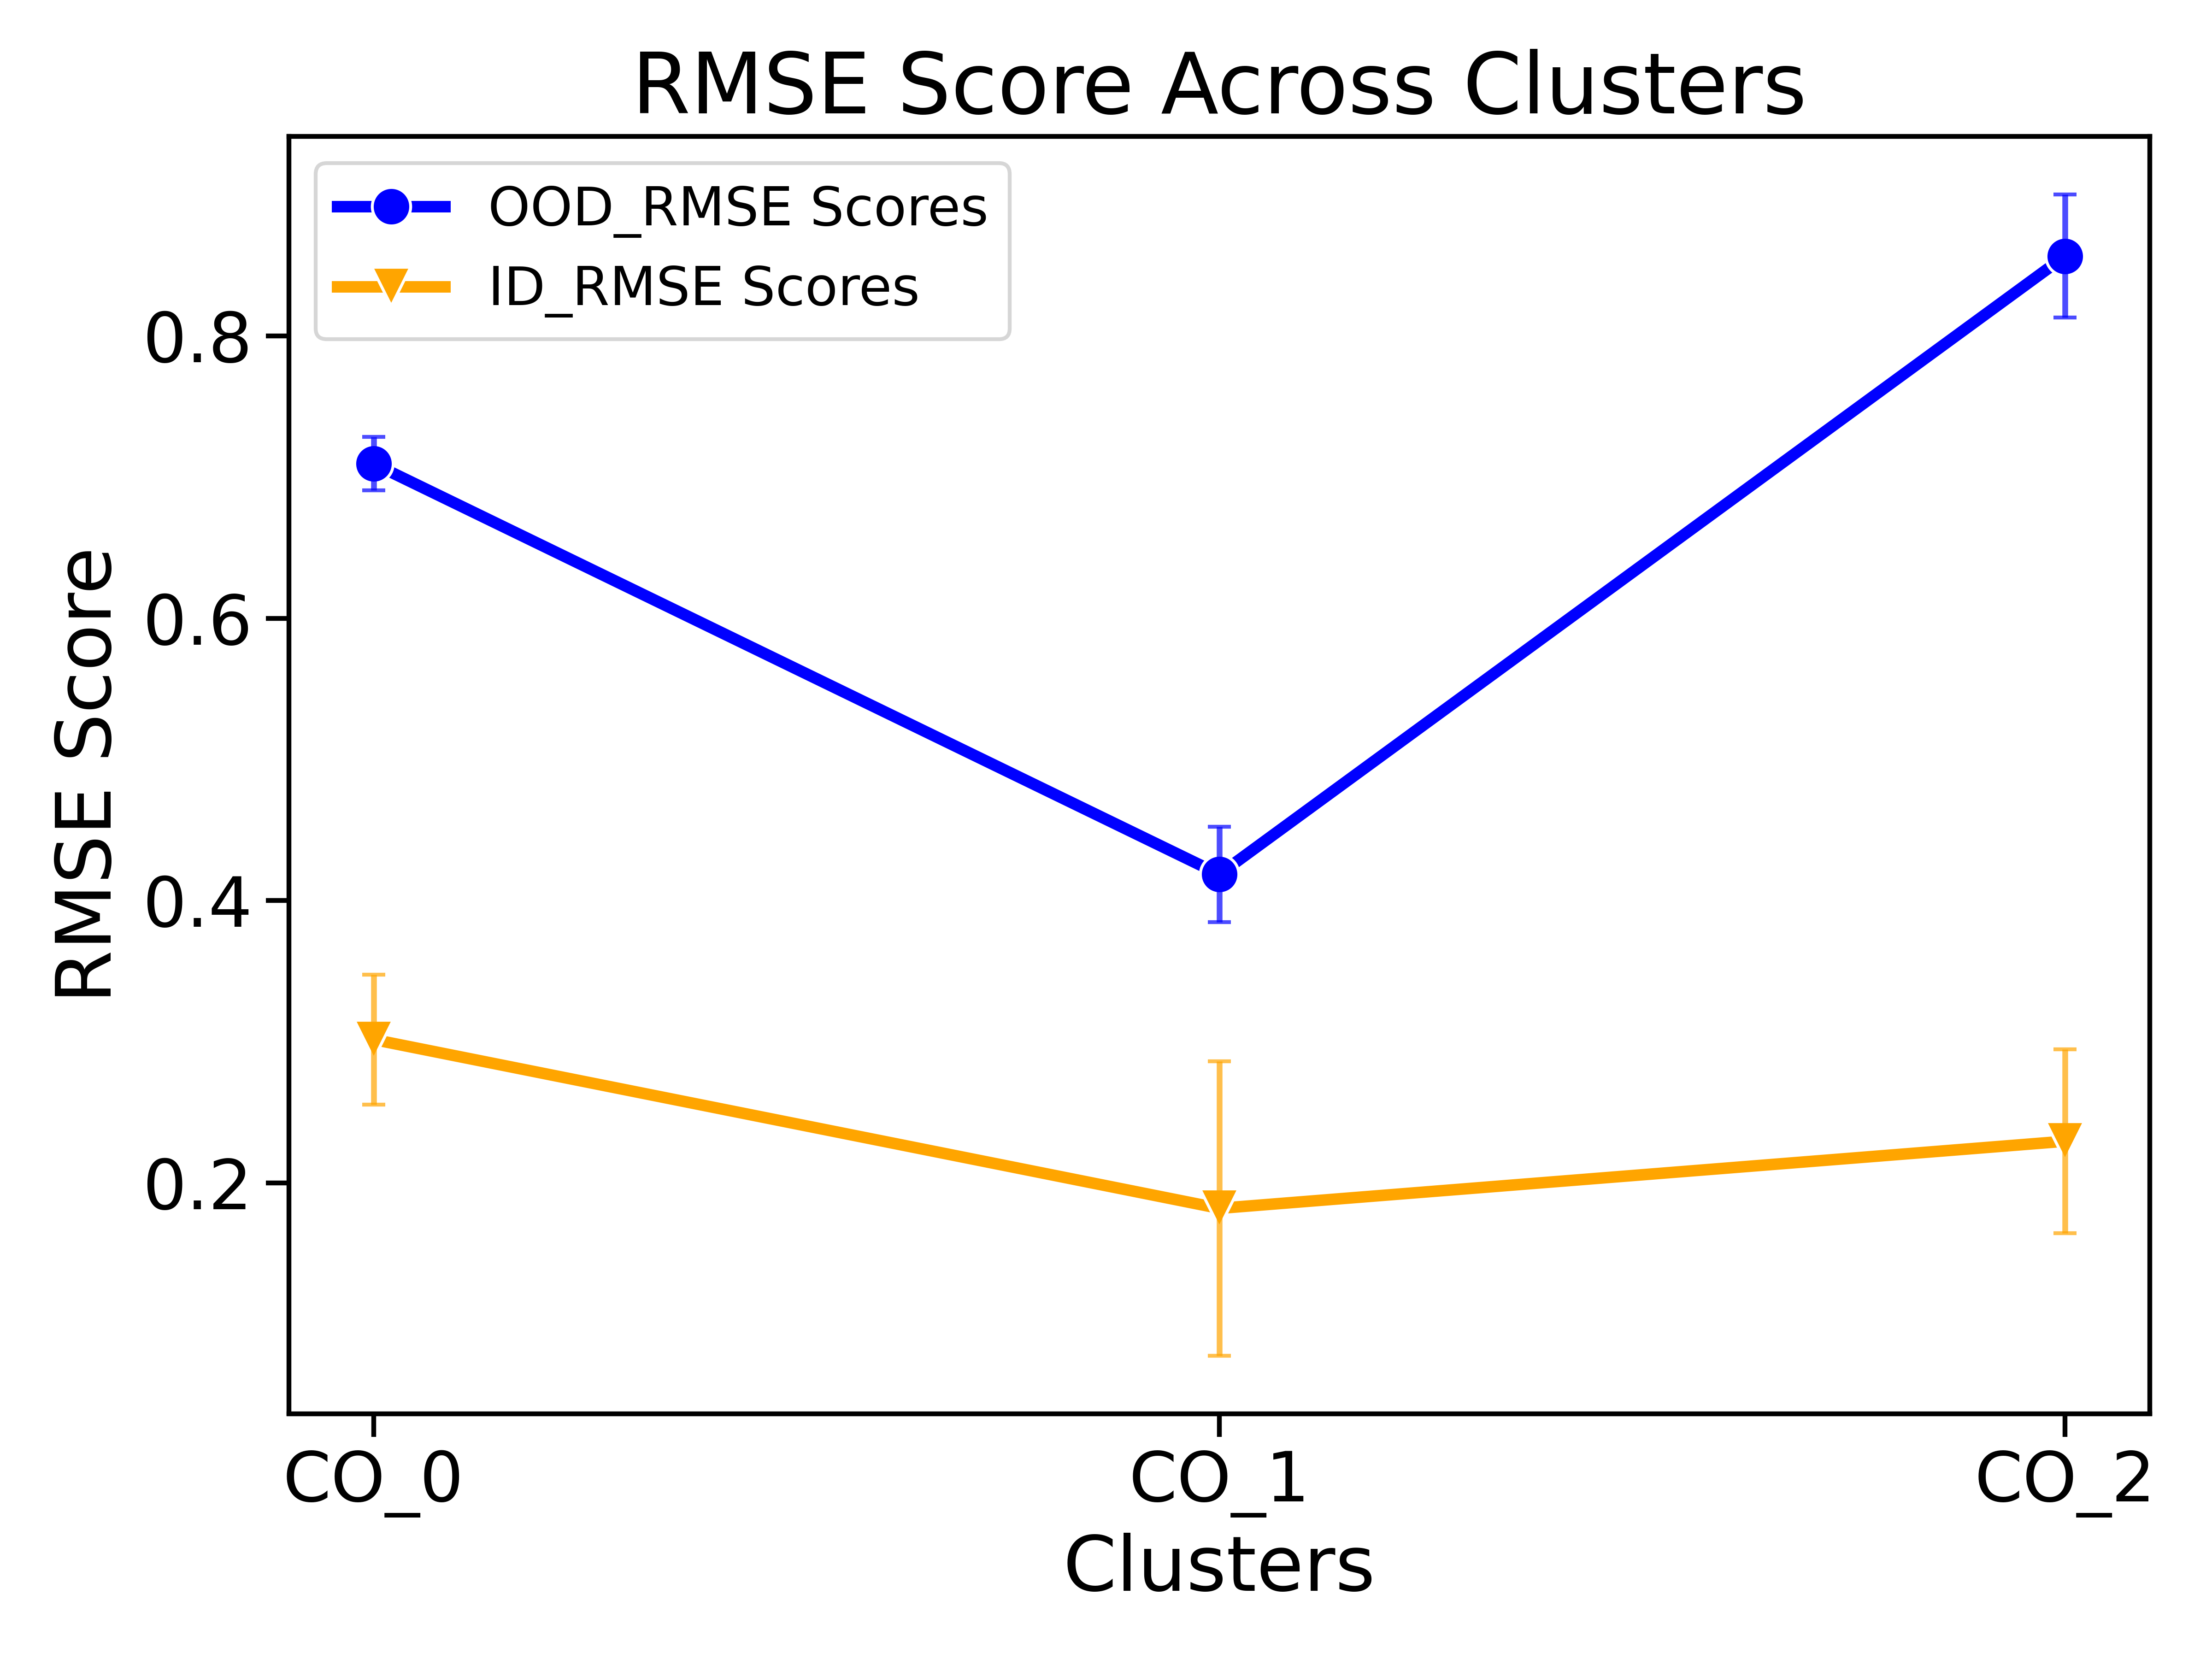 RMSE Score Across Clusters
OOD_RMSE Scores
ID_RMSE Scores
RMSE Score
0.8
0.6
0.4
0.2
CO_0
CO_1
CO_2
Clusters